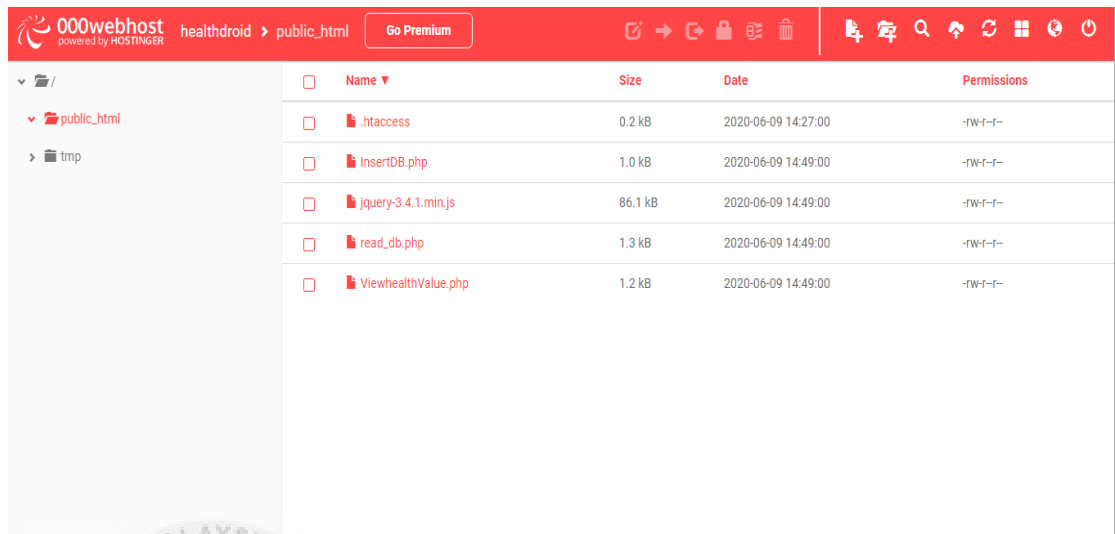 000webhost
powered by HOSTINGER
healthdroid > public_html
Go Premium
/
public_html
tmp
Name ▼ Size Date Permissions
.htaccess 0.2 kB 2020-06-09 14:27:00 -rw-r--r--
InsertDB.php 1.0 kB 2020-06-09 14:49:00 -rw-r--r--
jquery-3.4.1.min.js 86.1 kB 2020-06-09 14:49:00 -rw-r--r--
read_db.php 1.3 kB 2020-06-09 14:49:00 -rw-r--r--
ViewhealthValue.php 1.2 kB 2020-06-09 14:49:00 -rw-r--r--